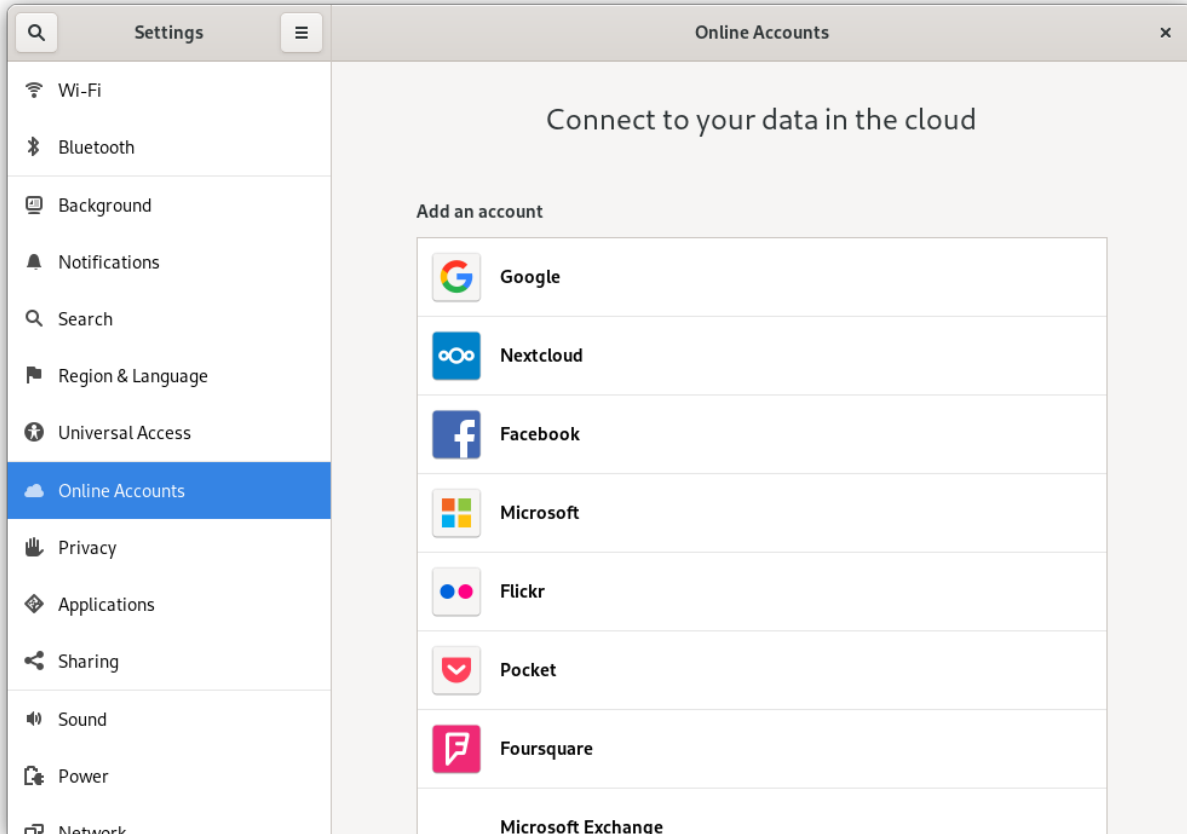 Settings
Online Accounts
Wi-Fi
Bluetooth
Background
Notifications
Search
Region & Language
Universal Access
Online Accounts
Privacy
Applications
Sharing
Sound
Power
Network
Connect to your data in the cloud
Add an account
Google
Nextcloud
Facebook
Microsoft
Flickr
Pocket
Foursquare
Microsoft Exchange